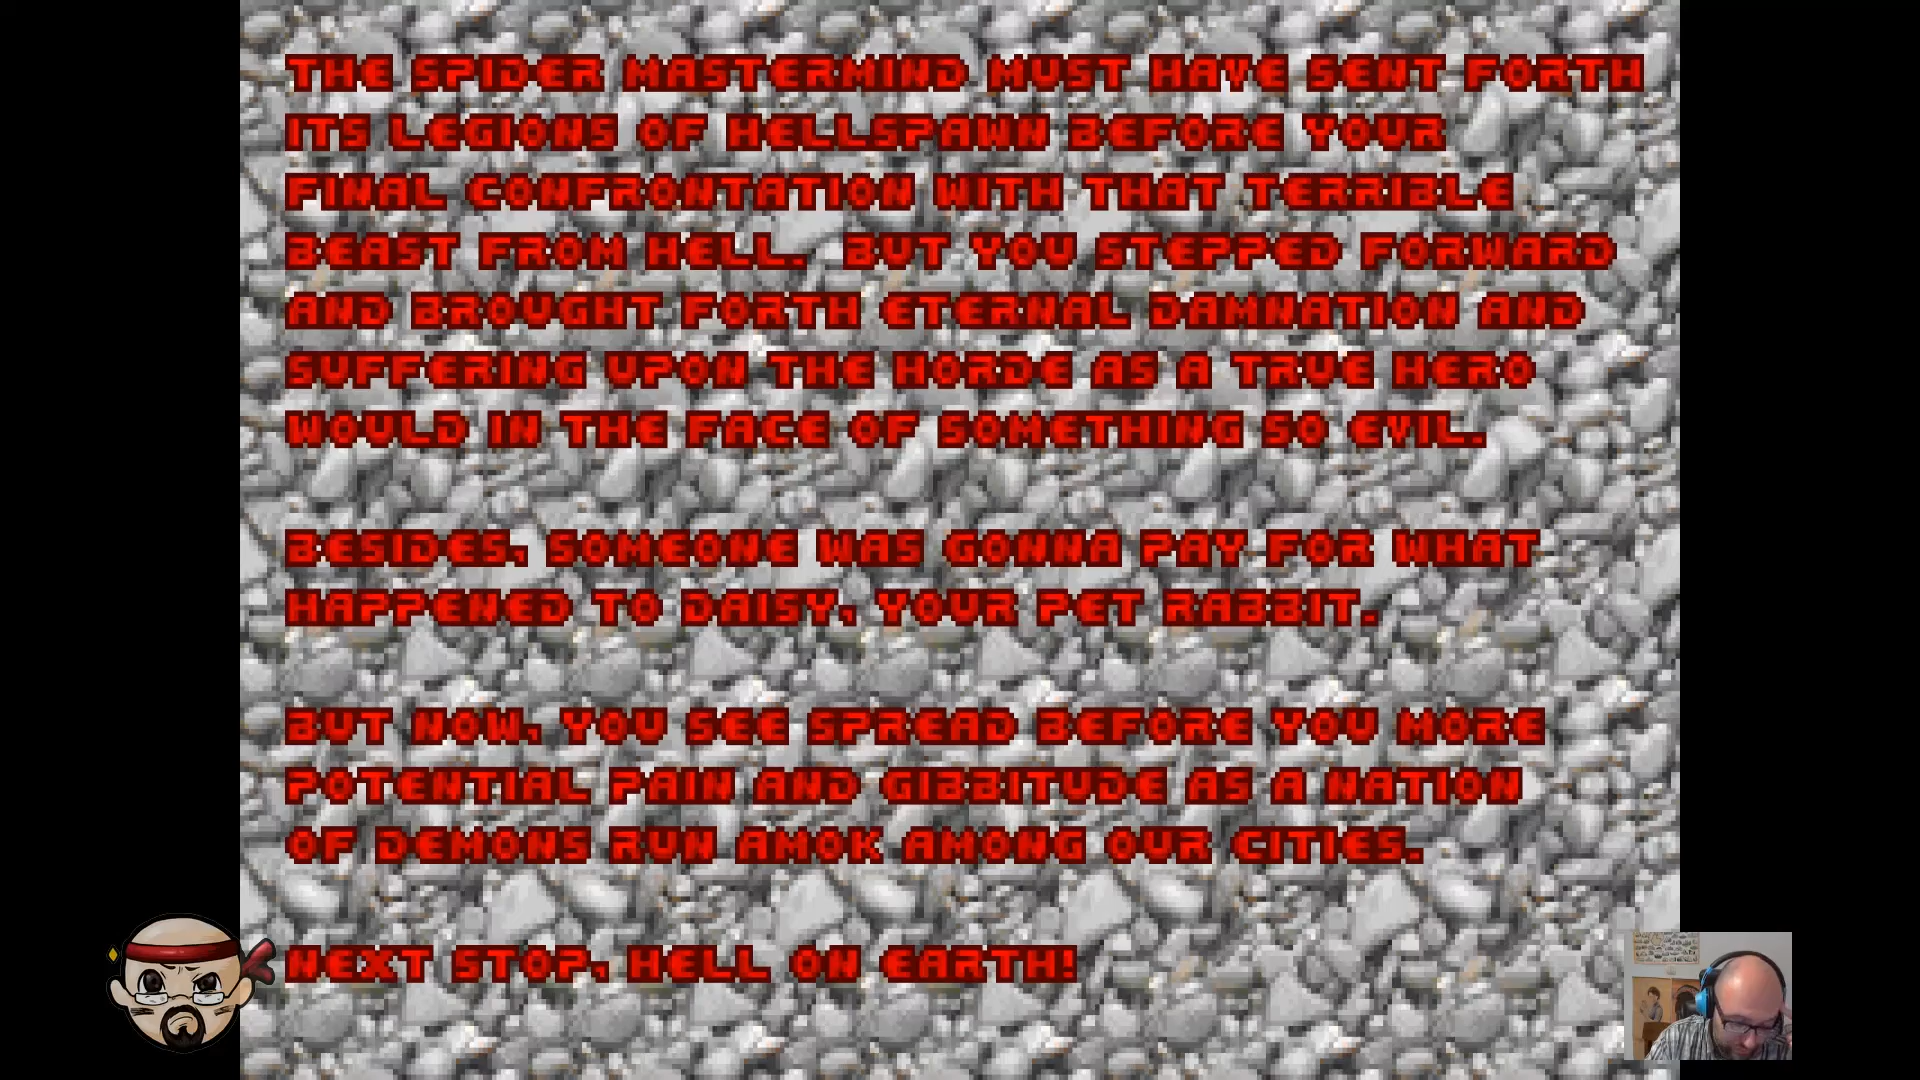 THE SPIDER MASTERMIND MUST HAVE SENT FORTH
ITS LEGIONS OF HELLSPAWN BEFORE YOUR
FINAL CONFRONTATION WITH THAT TERRIBLE
BEAST FROM HELL. BUT YOU STEPPED FORWARD
AND BROUGHT FORTH ETERNAL DAMNATION AND
SUFFERING UPON THE HORDE AS A TRUE HERO
WOULD IN THE FACE OF SOMETHING SO EVIL.
BESIDES, SOMEONE WAS GONNA PAY FOR WHAT
HAPPENED TO DAISY, YOUR PET RABBIT.
BUT NOW, YOU SEE SPREAD BEFORE YOU MORE
POTENTIAL PAIN AND GIBBITUDE AS A NATION
OF DEMONS RUN AMOK AMONG OUR CITIES.
NEXT STOP, HELL ON EARTH!